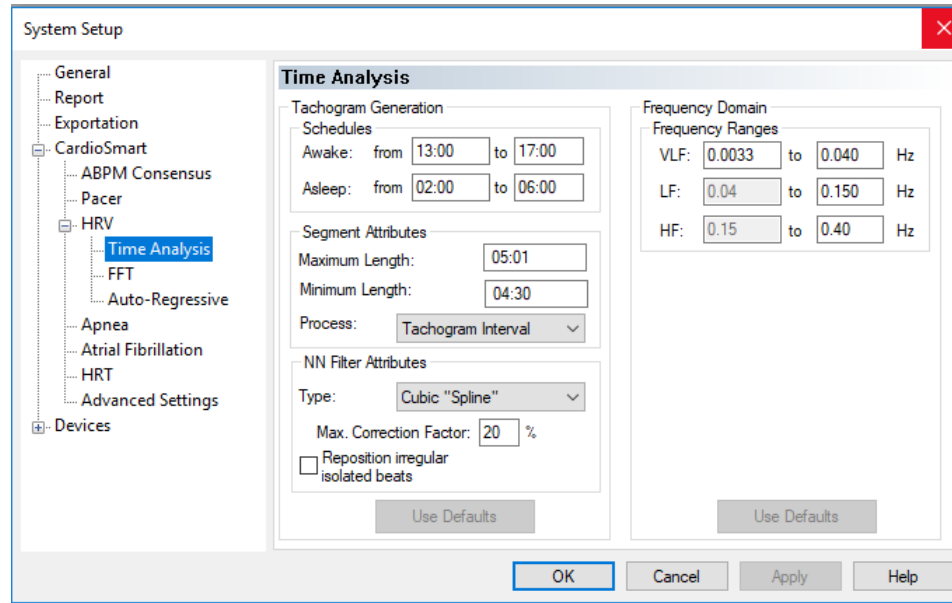 System Setup
General
Report
Exportation
CardioSmart
ABPM Consensus
Pacer
HRV
Time Analysis
FFT
Auto-Regressive
Apnea
Atrial Fibrillation
HRT
Advanced Settings
Devices
Time Analysis
Tachogram Generation
Schedules
Awake: from 13:00 to 17:00
Asleep: from 02:00 to 06:00
Segment Attributes
Maximum Length: 05:01
Minimum Length: 04:30
Process: Tachogram Interval
NN Filter Attributes
Type: Cubic "Spline"
Max. Correction Factor: 20 %
Reposition irregular
isolated beats
Use Defaults
Frequency Domain
Frequency Ranges
VLF: 0.0033 to 0.040 Hz
LF: 0.04 to 0.150 Hz
HF: 0.15 to 0.40 Hz
Use Defaults
OK Cancel Apply Help